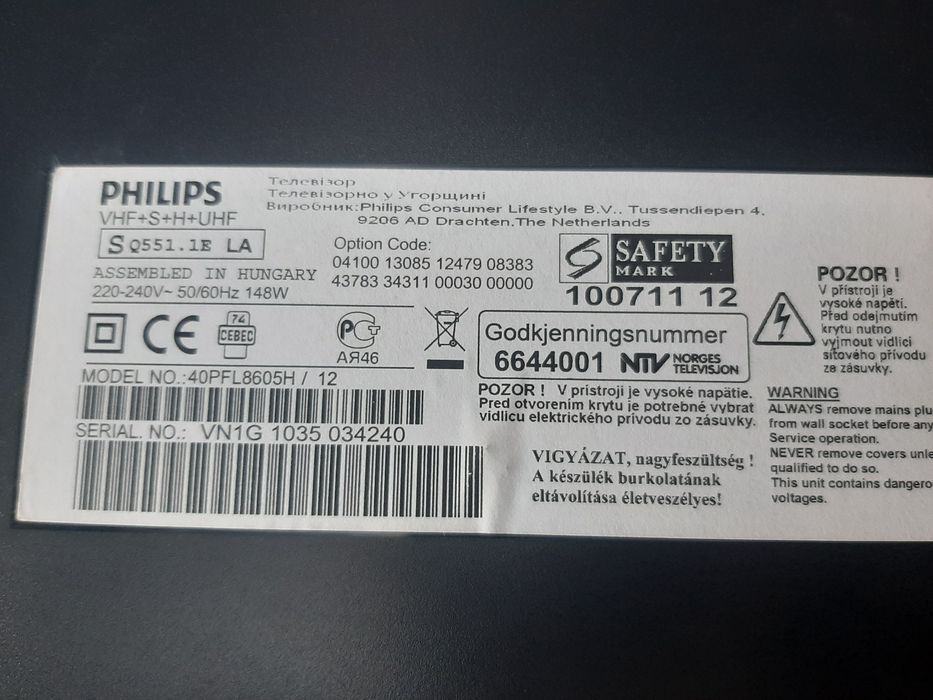 PHILIPS
VHF+S+H+UHF
S Q551.1E LA
ASSEMBLED IN HUNGARY
220-240V~ 50/60Hz 148W
Телевізор
Телевізорно у Угорщині
Виробник:Philips Consumer Lifestyle B.V., Tussendiepen 4,
9206 AD Drachten,The Netherlands
Option Code:
04100 13085 12479 08383
43783 34311 00030 00000
S SAFETY
MARK
100711 12
74
CEBEC
CE
РСТ
АЯ46
Godkjenningsnummer
6644001 NTV NORGES
TELEVISJON
MODEL NO.:40PFL8605H / 12
SERIAL. NO.: VN1G 1035 034240
POZOR !
V přístroji je
vysoké napětí.
Před odejmutím
krytu nutno
vyjmout vidlici
síťového přívodu
ze zásuvky.
POZOR ! V prístroji je vysoké napätie.
Pred otvorením krytu je potrebné vybrat
vidlicu elektrického prívodu zo zásuvky.
VIGYÁZAT, nagyfeszültség !
A készülék burkolatának
eltávolítása életveszélyes!
WARNING
ALWAYS remove mains plu
from wall socket before any
Service operation.
NEVER remove covers unle
qualified to do so.
This unit contains dangero
voltages.